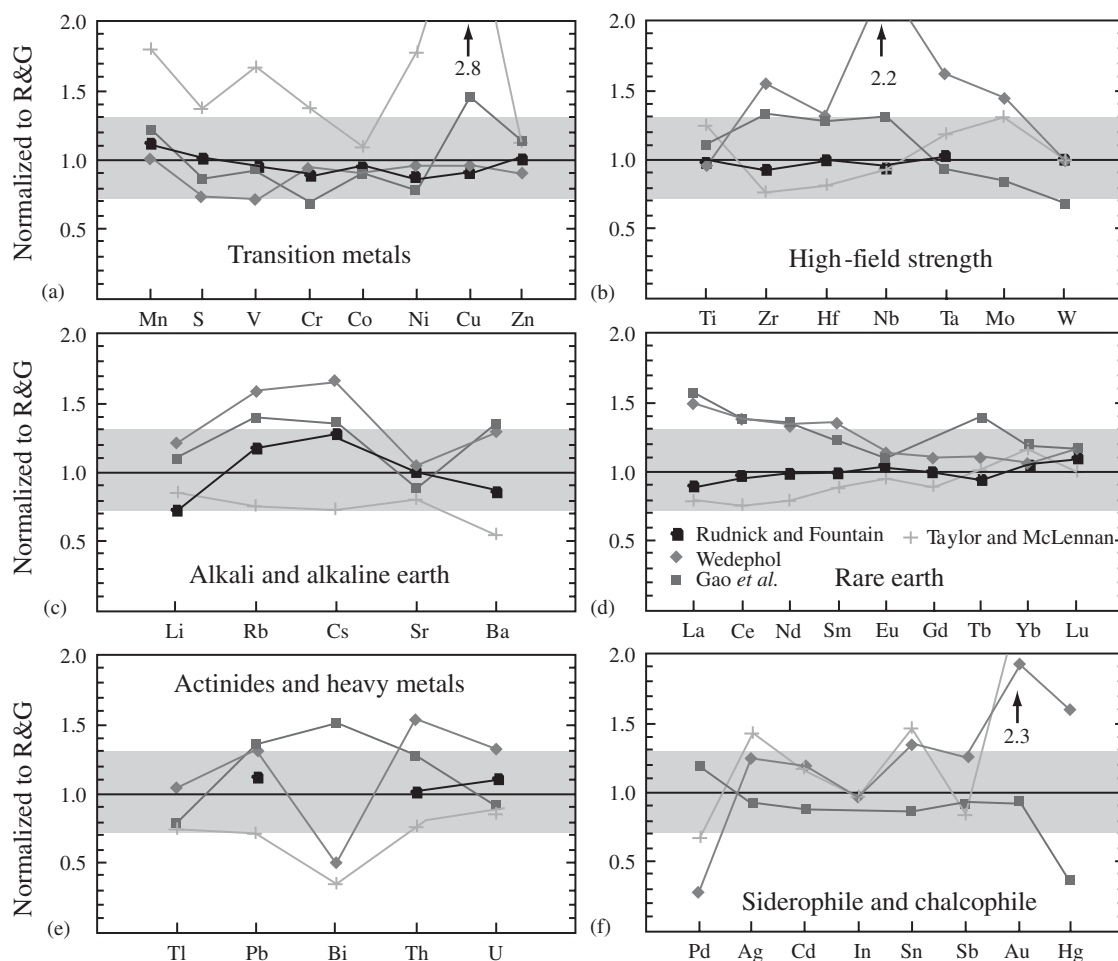 Normalized to R&G
2.0
1.5
1.0
0.5
2.8
Transition metals
(a)
Mn S V Cr Co Ni Cu Zn
2.0
1.5
1.0
0.5
2.2
High-field strength
(b)
Ti Zr Hf Nb Ta Mo W
Normalized to R&G
2.0
1.5
1.0
0.5
Alkali and alkaline earth
(c)
Li Rb Cs Sr Ba
2.0
1.5
1.0
0.5
Rudnick and Fountain
Taylor and McLennan
Wedephol
Gao et al.
Rare earth
(d)
La Ce Nd Sm Eu Gd Tb Yb Lu
Normalized to R&G
2.0
1.5
1.0
0.5
Actinides and heavy metals
(e)
Tl Pb Bi Th U
2.0
1.5
1.0
0.5
2.3
Siderophile and chalcophile
(f)
Pd Ag Cd In Sn Sb Au Hg